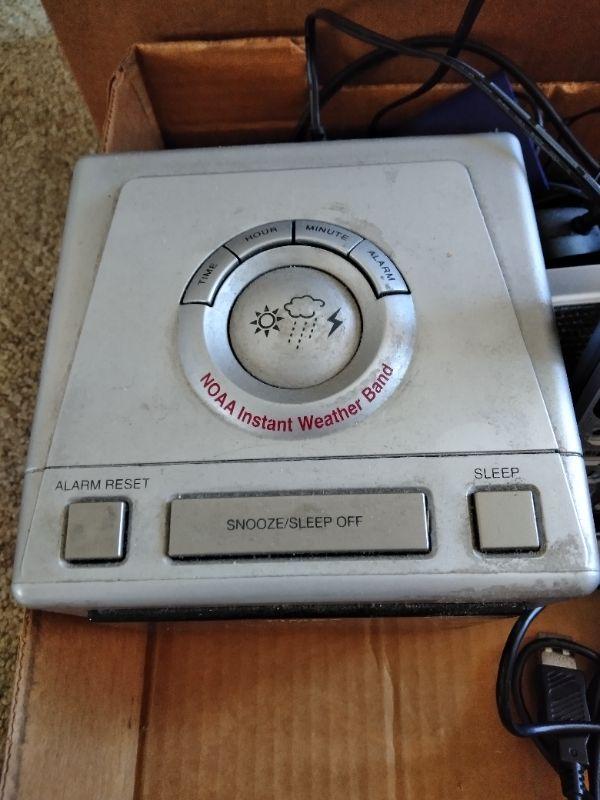 TIME
HOUR
MINUTE
ALARM
NOAA Instant Weather Band
ALARM RESET
SNOOZE/SLEEP OFF
SLEEP